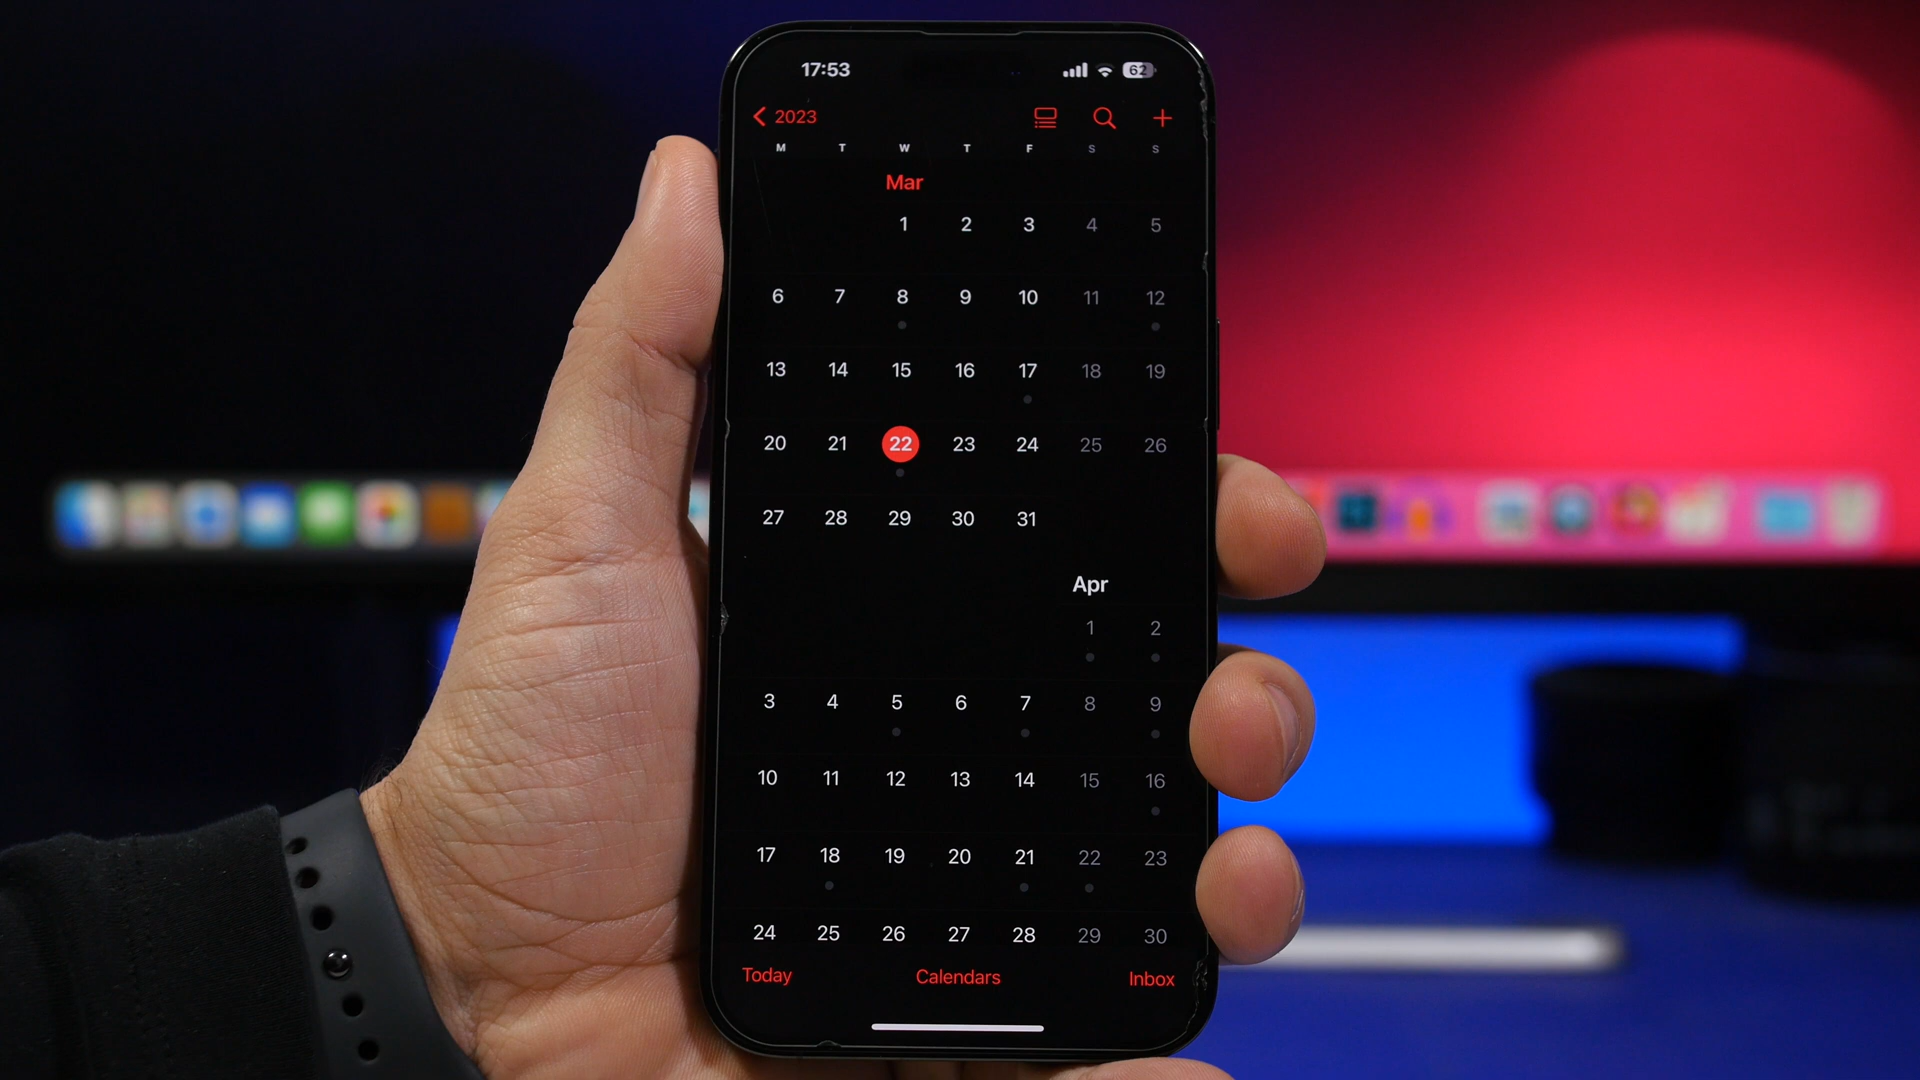 17:53 62
2023
M T W T F S S
Mar
1 2 3 4 5
6 7 8 9 10 11 12
13 14 15 16 17 18 19
20 21 22 23 24 25 26
27 28 29 30 31
Apr
1 2
3 4 5 6 7 8 9
10 11 12 13 14 15 16
17 18 19 20 21 22 23
24 25 26 27 28 29 30
Today Calendars Inbox